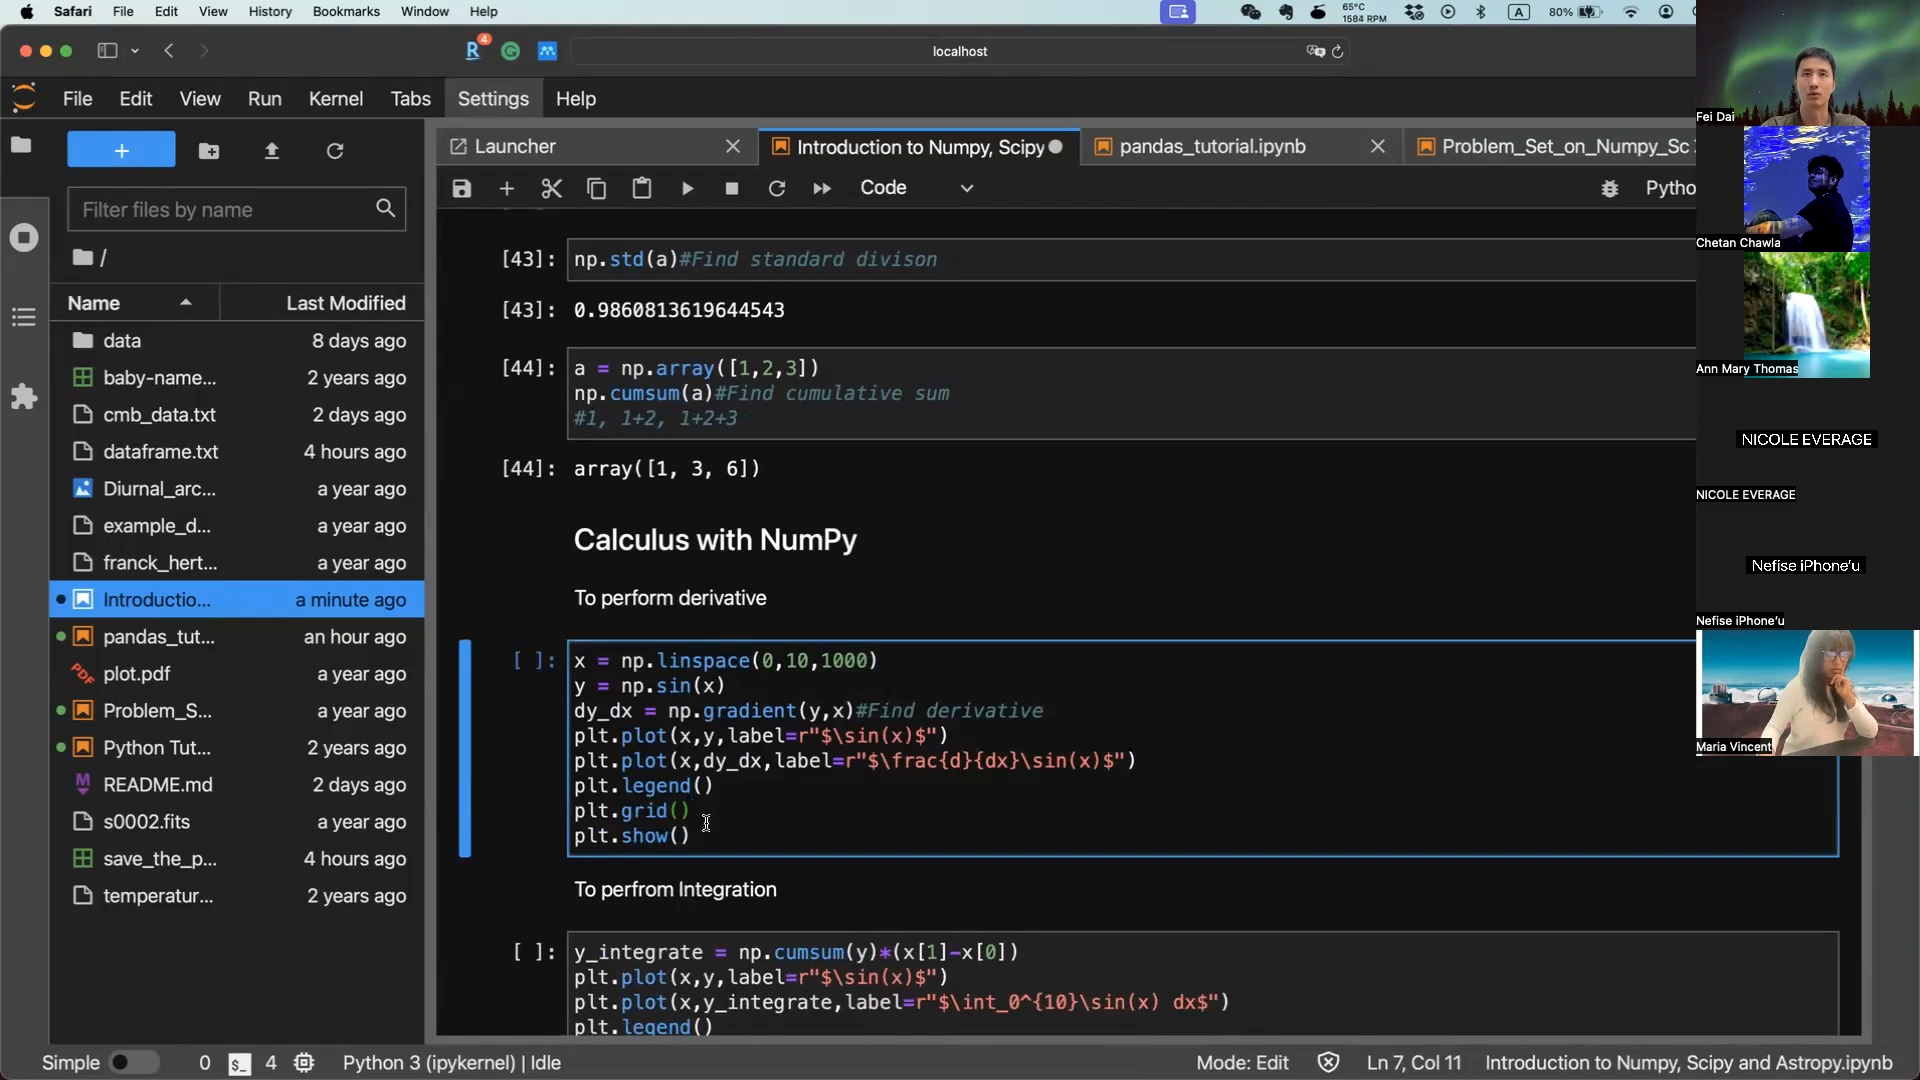 Safari File Edit View History Bookmarks Window Help
65°C
1584 RPM
A
80%
4
localhost
File Edit View Run Kernel Tabs Settings Help
Launcher
Introduction to Numpy, Scipy
pandas_tutorial.ipynb
Problem_Set_on_Numpy_Sc
+
Code
Pytho
Filter files by name
/
Name Last Modified
data 8 days ago
baby-name... 2 years ago
cmb_data.txt 2 days ago
dataframe.txt 4 hours ago
Diurnal_arc... a year ago
example_d... a year ago
franck_hert... a year ago
Introductio... a minute ago
pandas_tut... an hour ago
plot.pdf a year ago
Problem_S... a year ago
Python Tut... 2 years ago
README.md 2 days ago
s0002.fits a year ago
save_the_p... 4 hours ago
temperatur... 2 years ago
[43]: np.std(a)#Find standard divison
[43]: 0.9860813619644543
[44]: a = np.array([1,2,3])
np.cumsum(a)#Find cumulative sum
#1, 1+2, 1+2+3
[44]: array([1, 3, 6])
Calculus with NumPy
To perform derivative
[ ]: x = np.linspace(0,10,1000)
y = np.sin(x)
dy_dx = np.gradient(y,x)#Find derivative
plt.plot(x,y,label=r"$\sin(x)$")
plt.plot(x,dy_dx,label=r"$\frac{d}{dx}\sin(x)$")
plt.legend()
plt.grid()
plt.show()
To perfrom Integration
[ ]: y_integrate = np.cumsum(y)*(x[1]-x[0])
plt.plot(x,y,label=r"$\sin(x)$")
plt.plot(x,y_integrate,label=r"$\int_0^{10}\sin(x) dx$")
plt.legend()
Fei Dai
Chetan Chawla
Ann Mary Thomas
NICOLE EVERAGE
NICOLE EVERAGE
Nefise iPhone'u
Nefise iPhone'u
Maria Vincent
Simple 0 $_ 4 Python 3 (ipykernel) | Idle
Mode: Edit Ln 7, Col 11 Introduction to Numpy, Scipy and Astropy.ipynb